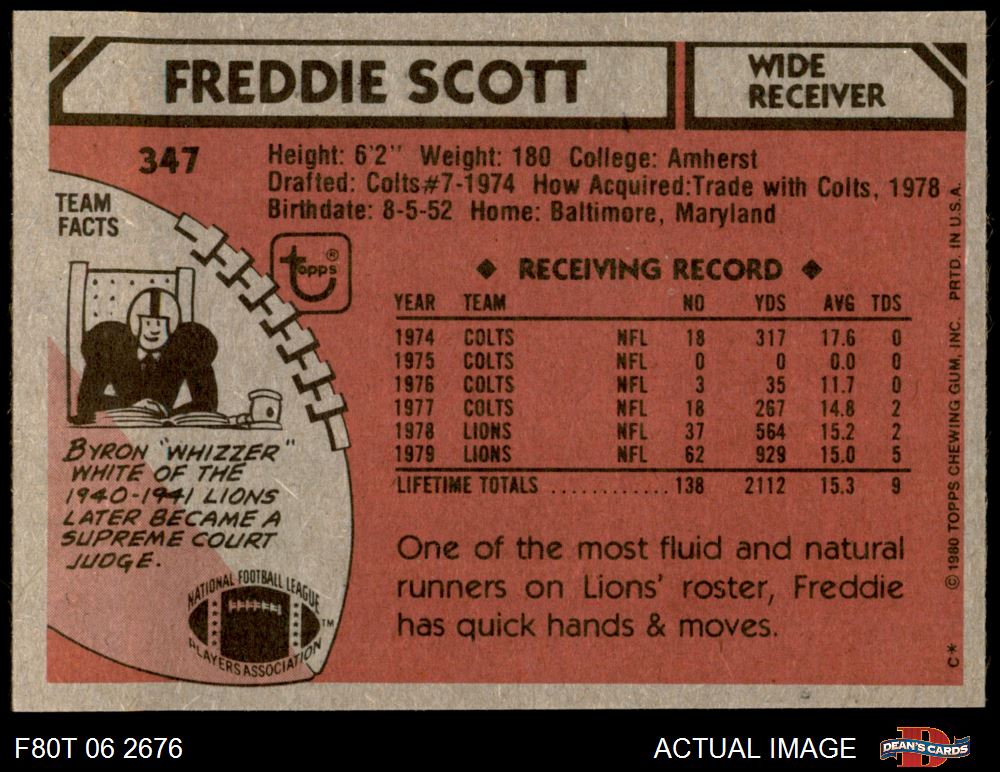 FREDDIE SCOTT
WIDE
RECEIVER
347
Height: 6'2" Weight: 180 College: Amherst
Drafted: Colts#7-1974 How Acquired:Trade with Colts, 1978
Birthdate: 8-5-52 Home: Baltimore, Maryland
TEAM
FACTS
topps®
◆ RECEIVING RECORD ◆
YEAR TEAM NO YDS AVG TDS
1974 COLTS NFL 18 317 17.6 0
1975 COLTS NFL 0 0 0.0 0
1976 COLTS NFL 3 35 11.7 0
1977 COLTS NFL 18 267 14.8 2
1978 LIONS NFL 37 564 15.2 2
1979 LIONS NFL 62 929 15.0 5
LIFETIME TOTALS ............ 138 2112 15.3 9
BYRON "WHIZZER"
WHITE OF THE
1940-1941 LIONS
LATER BECAME A
SUPREME COURT
JUDGE.
One of the most fluid and natural
runners on Lions' roster, Freddie
has quick hands & moves.
NATIONAL FOOTBALL LEAGUE
PLAYERS ASSOCIATION
TM
C* © 1980 TOPPS CHEWING GUM, INC. PRTD. IN U.S.A.
F80T 06 2676
ACTUAL IMAGE
D
DEAN'S CARDS